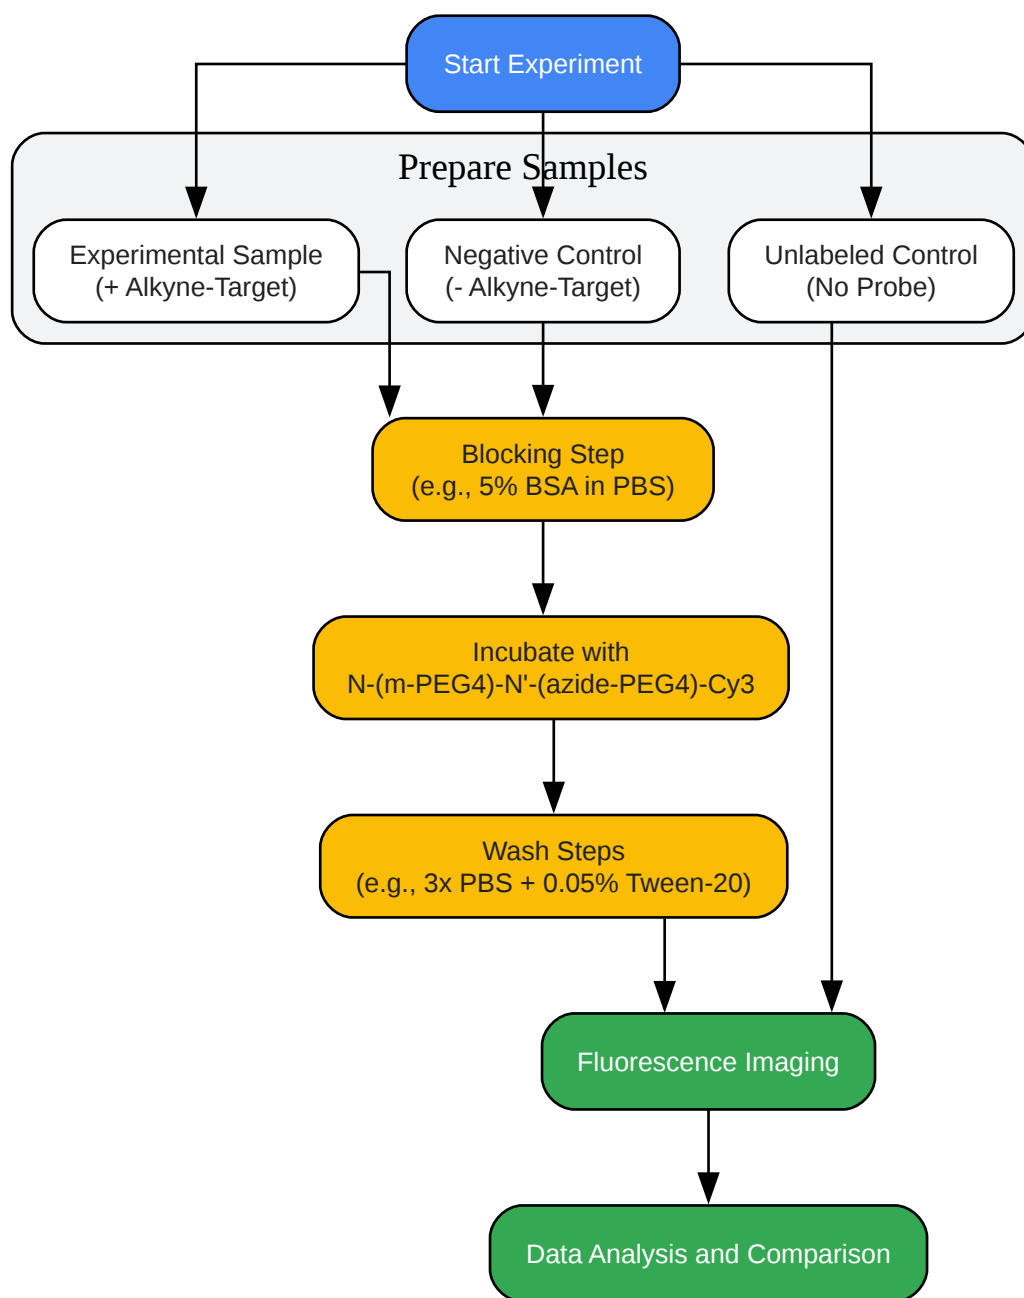 Start Experiment
Prepare Samples
Experimental Sample
(+ Alkyne-Target)
Negative Control
(- Alkyne-Target)
Unlabeled Control
(No Probe)
Blocking Step
(e.g., 5% BSA in PBS)
Incubate with
N-(m-PEG4)-N'-(azide-PEG4)-Cy3
Wash Steps
(e.g., 3x PBS + 0.05% Tween-20)
Fluorescence Imaging
Data Analysis and Comparison